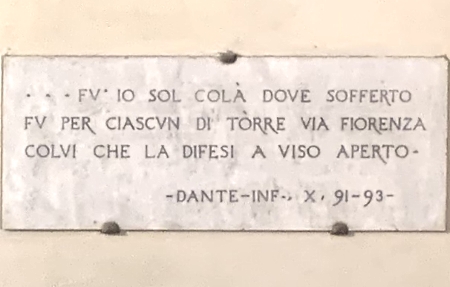 · · · FV' IO SOL COLÀ DOVE SOFFERTO
FV PER CIASCVN DI TÒRRE VIA FIORENZA
COLVI CHE LA DIFESI A VISO APERTO-
-DANTE-INF., X, 91-93-